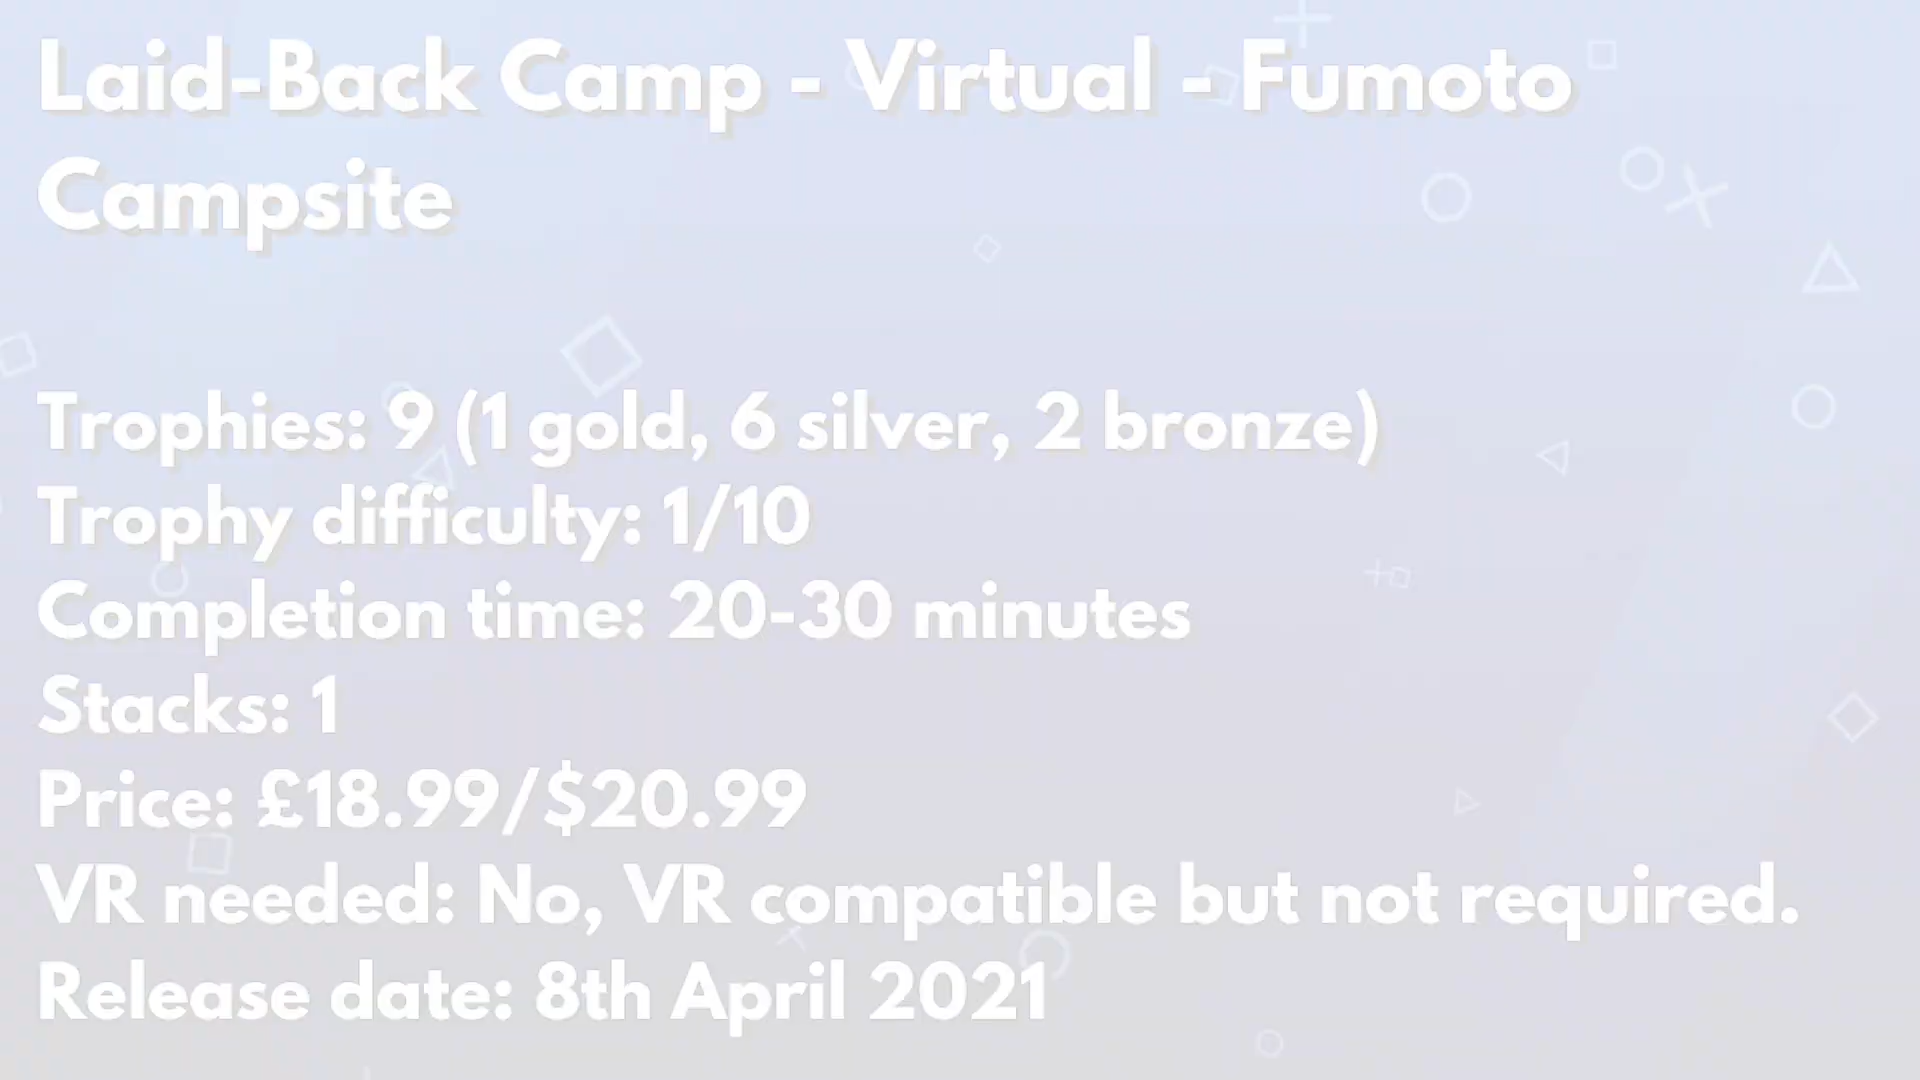 Laid-Back Camp - Virtual - Fumoto
Campsite
Trophies: 9 (1 gold, 6 silver, 2 bronze)
Trophy difficulty: 1/10
Completion time: 20-30 minutes
Stacks: 1
Price: £18.99/$20.99
VR needed: No, VR compatible but not required.
Release date: 8th April 2021